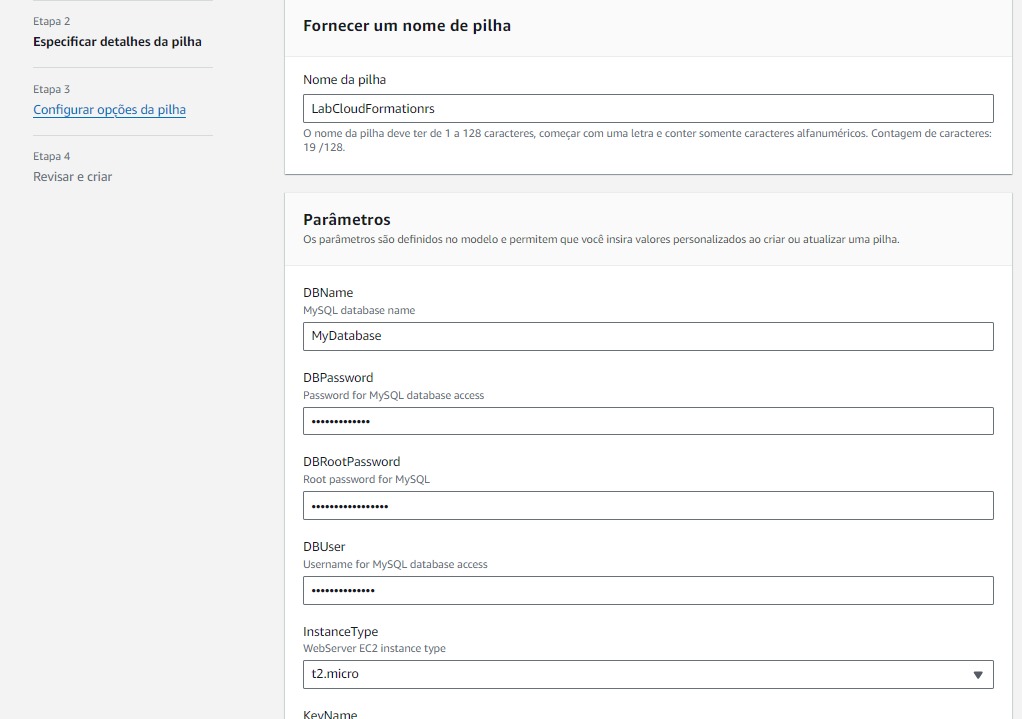 Etapa 2
Especificar detalhes da pilha
Etapa 3
Configurar opções da pilha
Etapa 4
Revisar e criar
Fornecer um nome de pilha
Nome da pilha
LabCloudFormationrs
O nome da pilha deve ter de 1 a 128 caracteres, começar com uma letra e conter somente caracteres alfanuméricos. Contagem de caracteres:
19 /128.
Parâmetros
Os parâmetros são definidos no modelo e permitem que você insira valores personalizados ao criar ou atualizar uma pilha.
DBName
MySQL database name
MyDatabase
DBPassword
Password for MySQL database access
•••••••••••••
DBRootPassword
Root password for MySQL
•••••••••••••••••
DBUser
Username for MySQL database access
••••••••••••••
InstanceType
WebServer EC2 instance type
t2.micro
KeyName